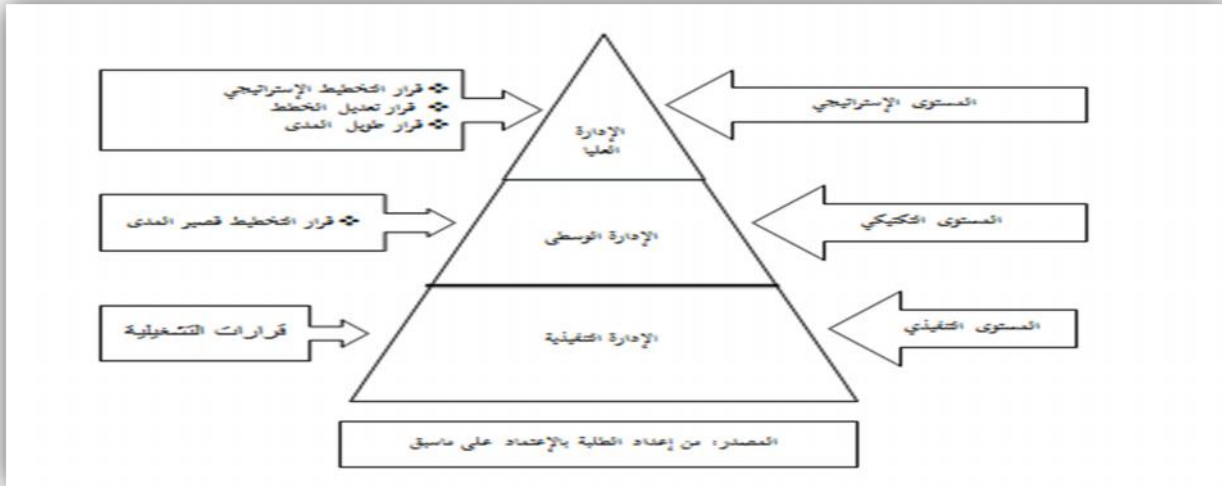 المستوى الإستراتيجي
الإدارة
العليا
❖ قرار التخطيط الإستراتيجي
❖ قرار تعديل الخطط
❖ قرار طويل المدى
المستوى التكتيكي
الإدارة الوسطى
❖ قرار التخطيط قصير المدى
المستوى التنفيذي
الإدارة التنفيذية
قرارات التشغيلية
المصدر: من إعداد الطلبة بالإعتماد على ماسبق